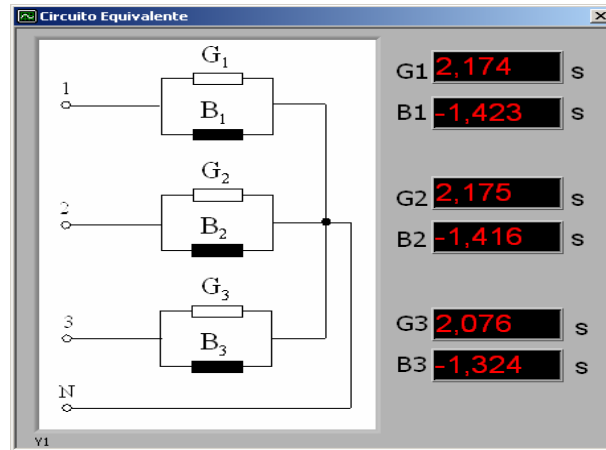 Circuito Equivalente
G1
1
B1
G2
2
B2
G3
3
B3
N
G1 2,174 s
B1 -1,423 s
G2 2,175 s
B2 -1,416 s
G3 2,076 s
B3 -1,324 s
Y1